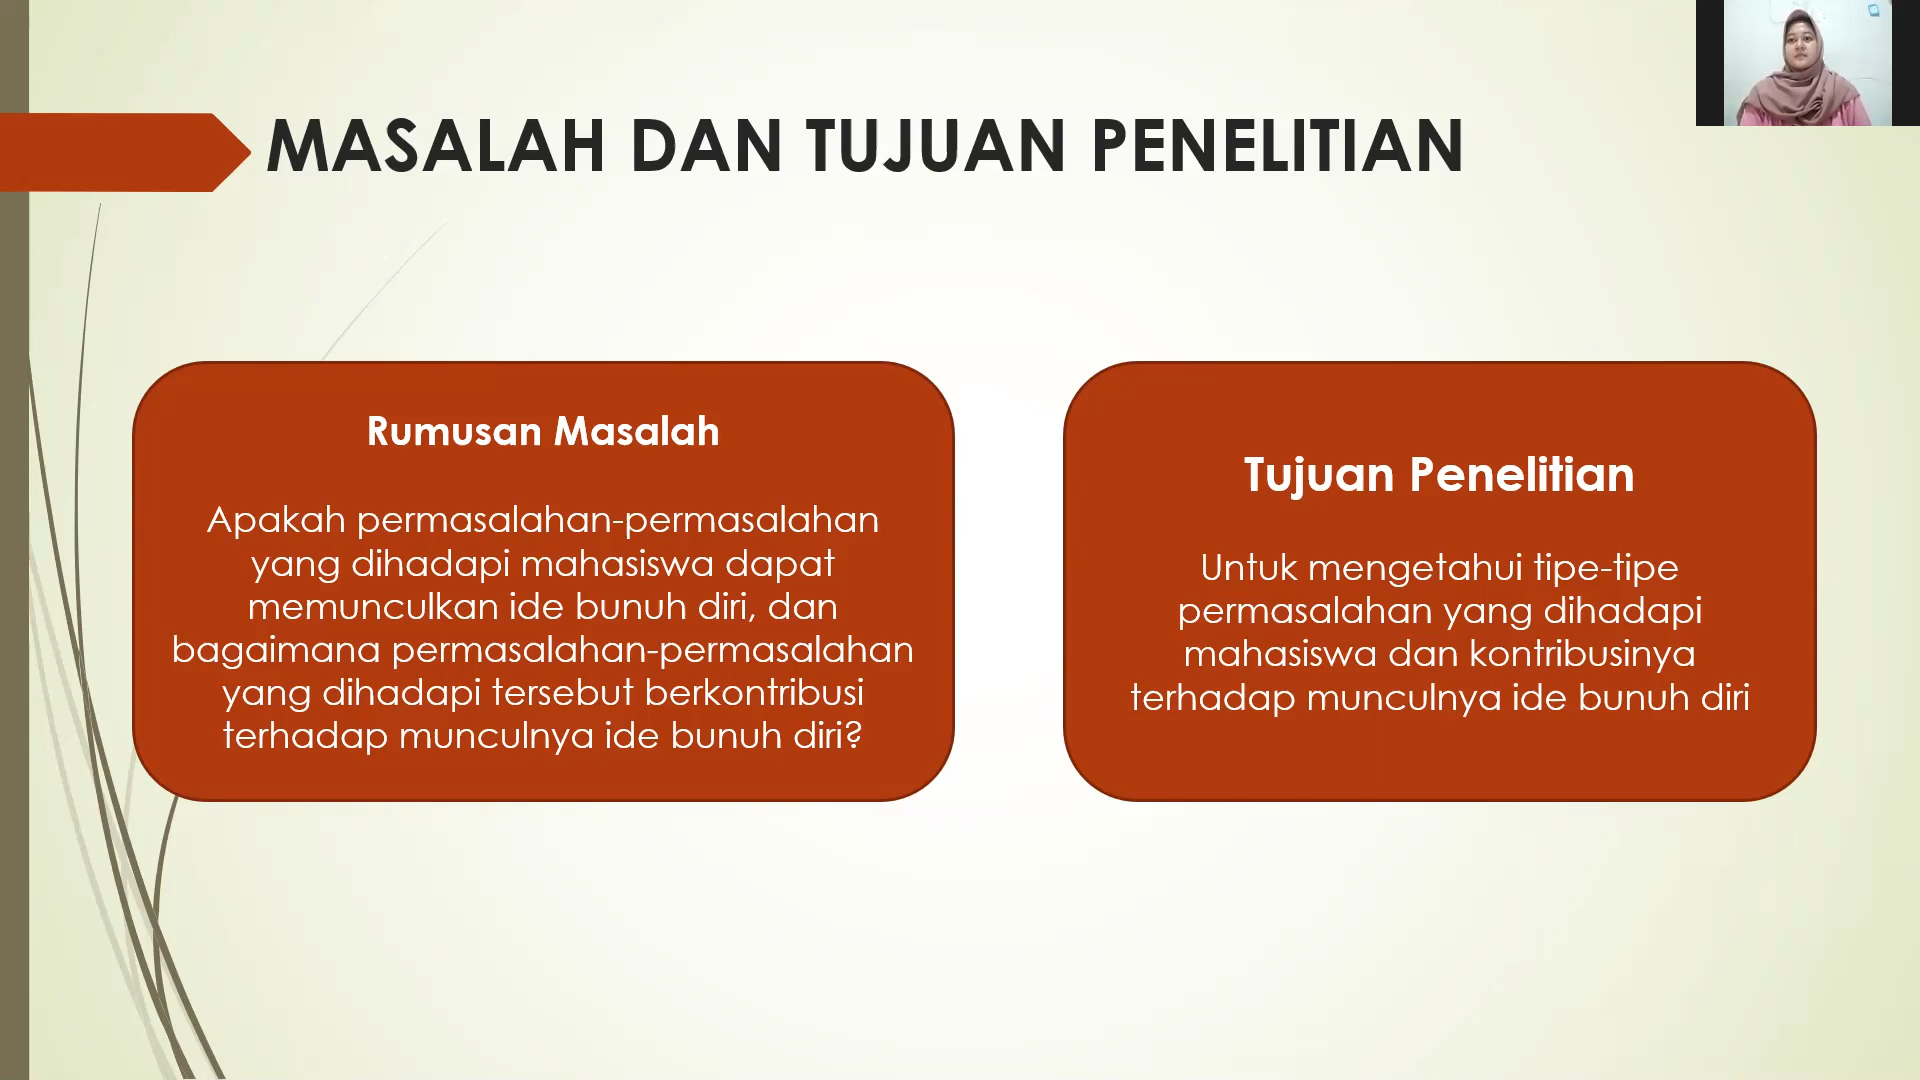 MASALAH DAN TUJUAN PENELITIAN
Rumusan Masalah
Apakah permasalahan-permasalahan
yang dihadapi mahasiswa dapat
memunculkan ide bunuh diri, dan
bagaimana permasalahan-permasalahan
yang dihadapi tersebut berkontribusi
terhadap munculnya ide bunuh diri?
Tujuan Penelitian
Untuk mengetahui tipe-tipe
permasalahan yang dihadapi
mahasiswa dan kontribusinya
terhadap munculnya ide bunuh diri